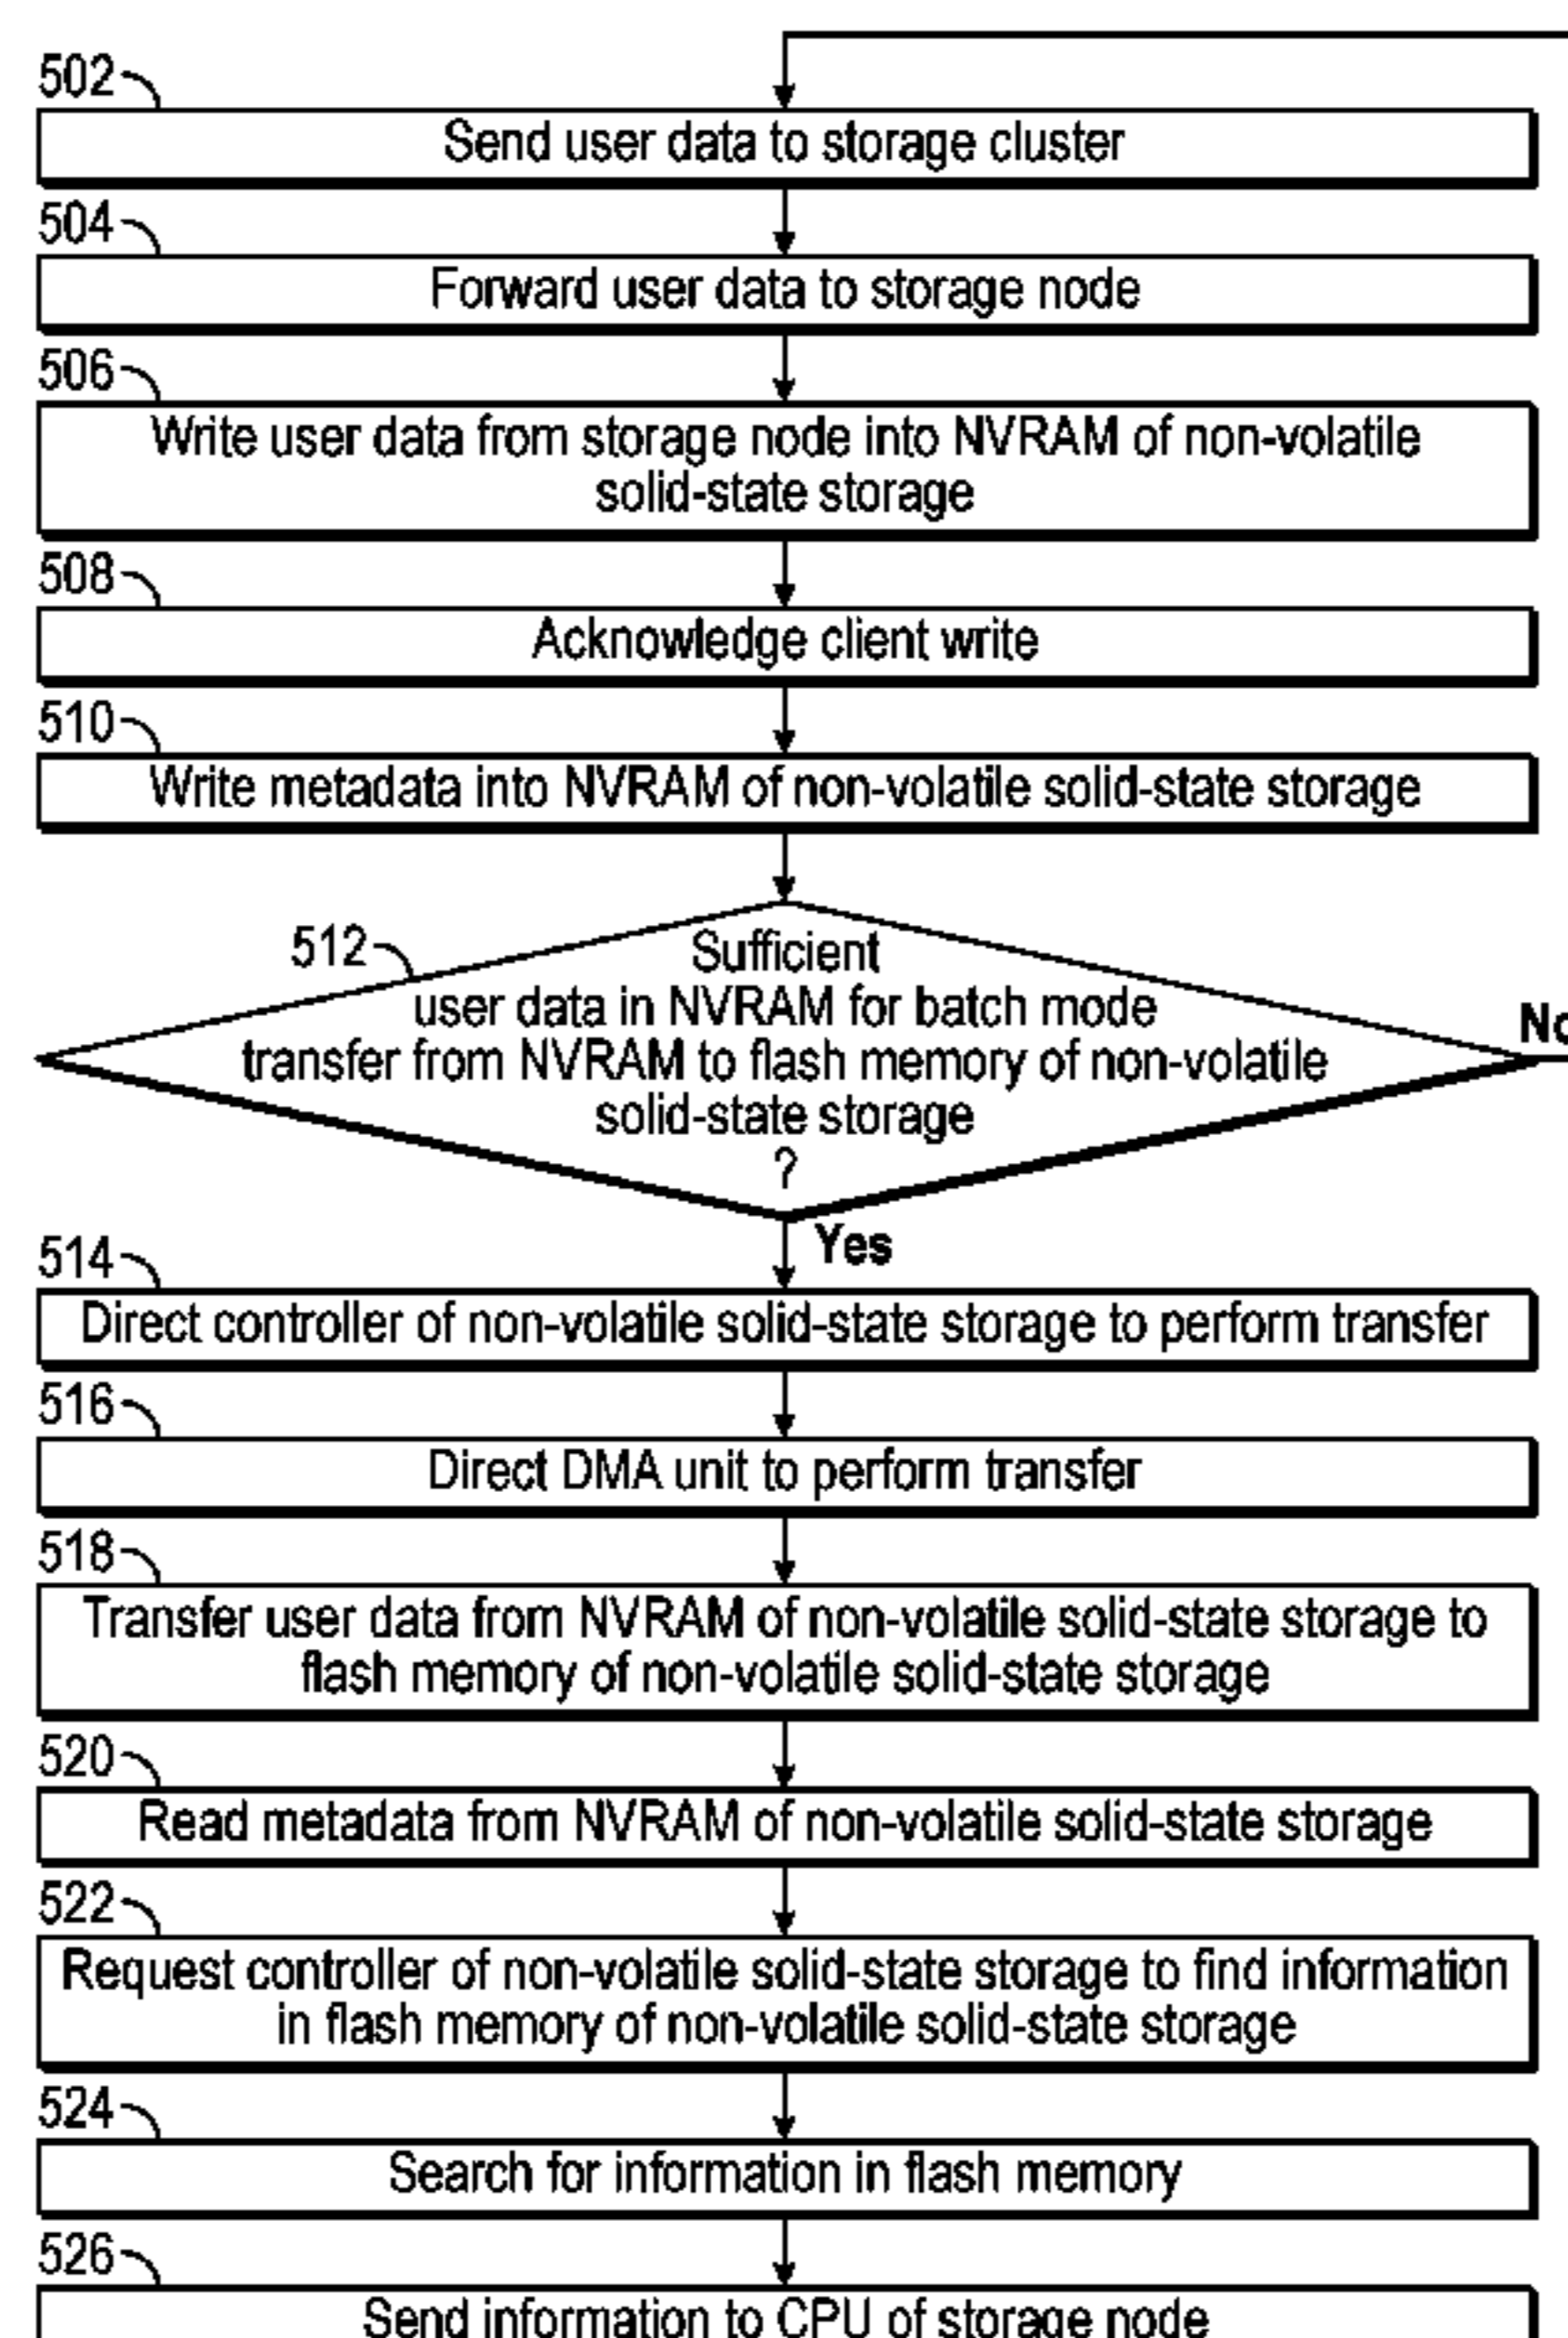 502
Send user data to storage cluster
504
Forward user data to storage node
506
Write user data from storage node into NVRAM of non-volatile
solid-state storage
508
Acknowledge client write
510
Write metadata into NVRAM of non-volatile solid-state storage
512
Sufficient
user data in NVRAM for batch mode
transfer from NVRAM to flash memory of non-volatile
solid-state storage
?
No
Yes
514
Direct controller of non-volatile solid-state storage to perform transfer
516
Direct DMA unit to perform transfer
518
Transfer user data from NVRAM of non-volatile solid-state storage to
flash memory of non-volatile solid-state storage
520
Read metadata from NVRAM of non-volatile solid-state storage
522
Request controller of non-volatile solid-state storage to find information
in flash memory of non-volatile solid-state storage
524
Search for information in flash memory
526
Send information to CPU of storage node